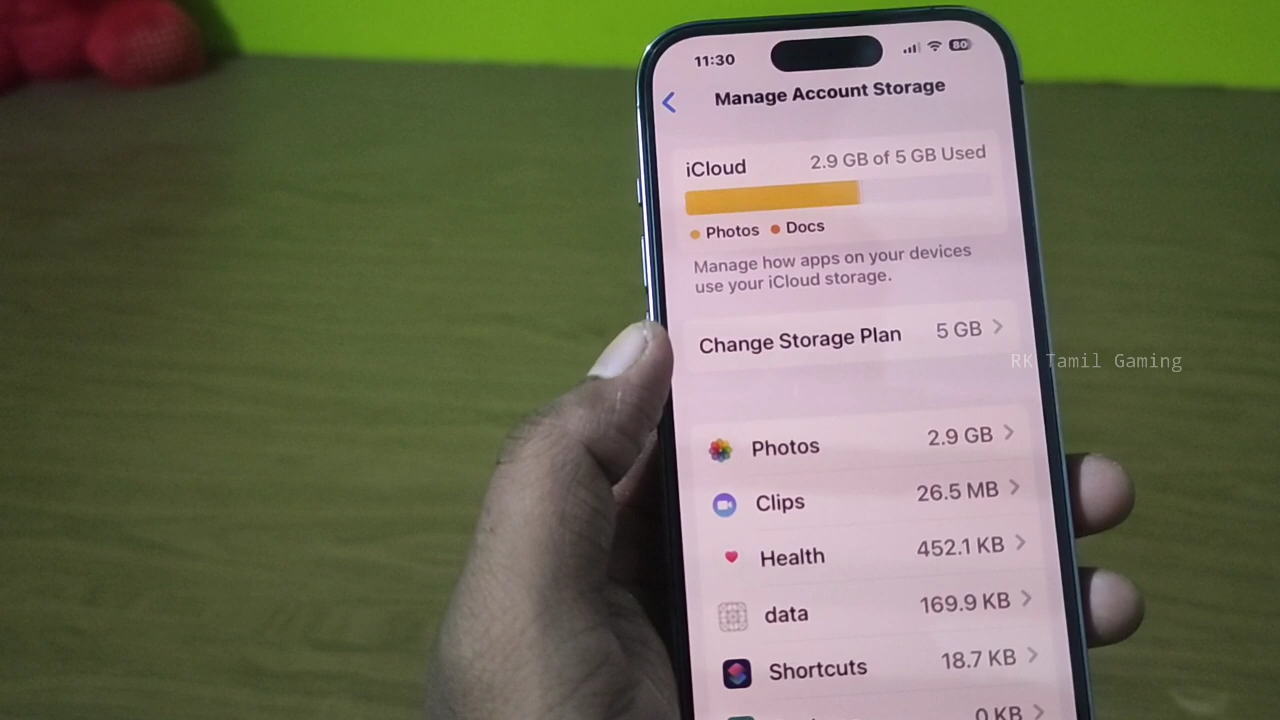 11:30 80
Manage Account Storage
iCloud 2.9 GB of 5 GB Used
Photos Docs
Manage how apps on your devices
use your iCloud storage.
Change Storage Plan 5 GB
RK Tamil Gaming
Photos 2.9 GB
Clips 26.5 MB
Health 452.1 KB
data 169.9 KB
Shortcuts 18.7 KB
0 KB